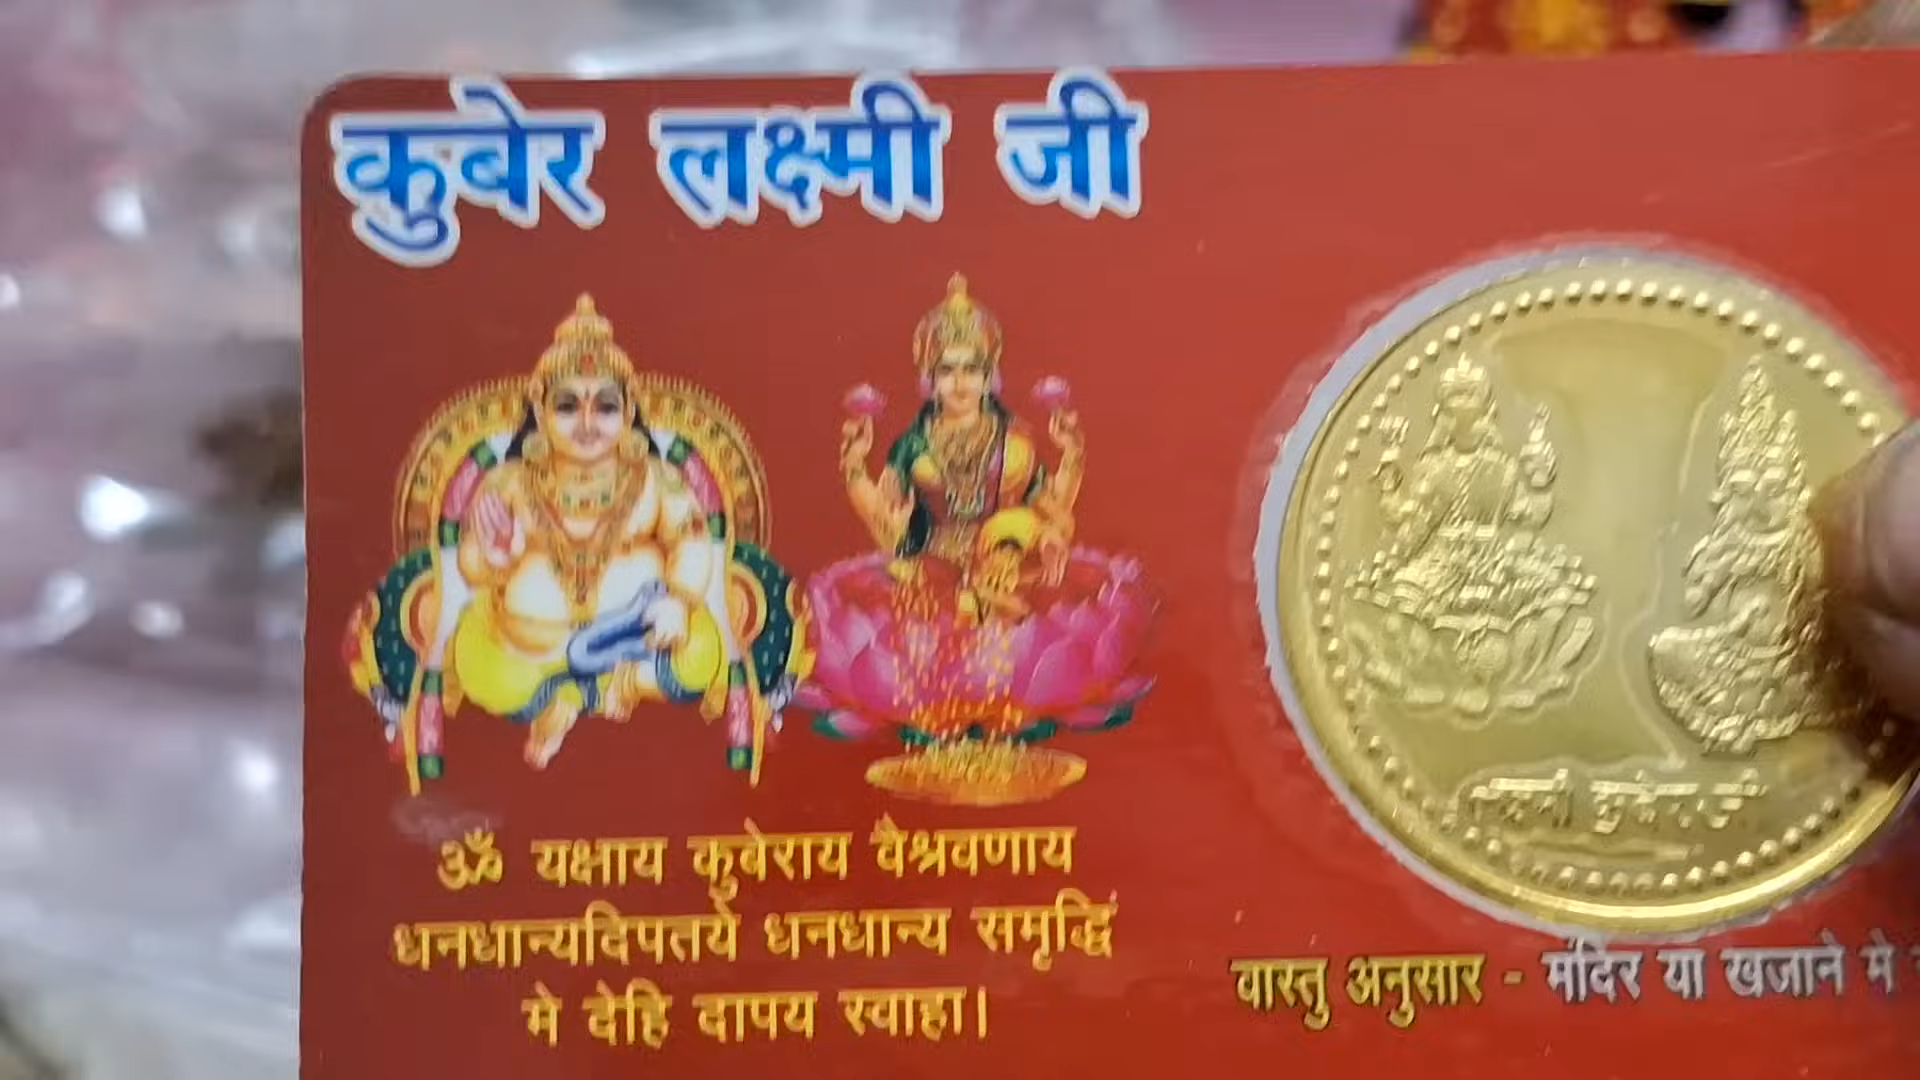 कुबेर लक्ष्मी जी
ॐ यक्षाय कुबेराय वैश्रवणाय
धनधान्यदिपतये धनधान्य समृद्धिं
मे देहि दापय स्वाहा।
वास्तु अनुसार - मंदिर या खजाने मे